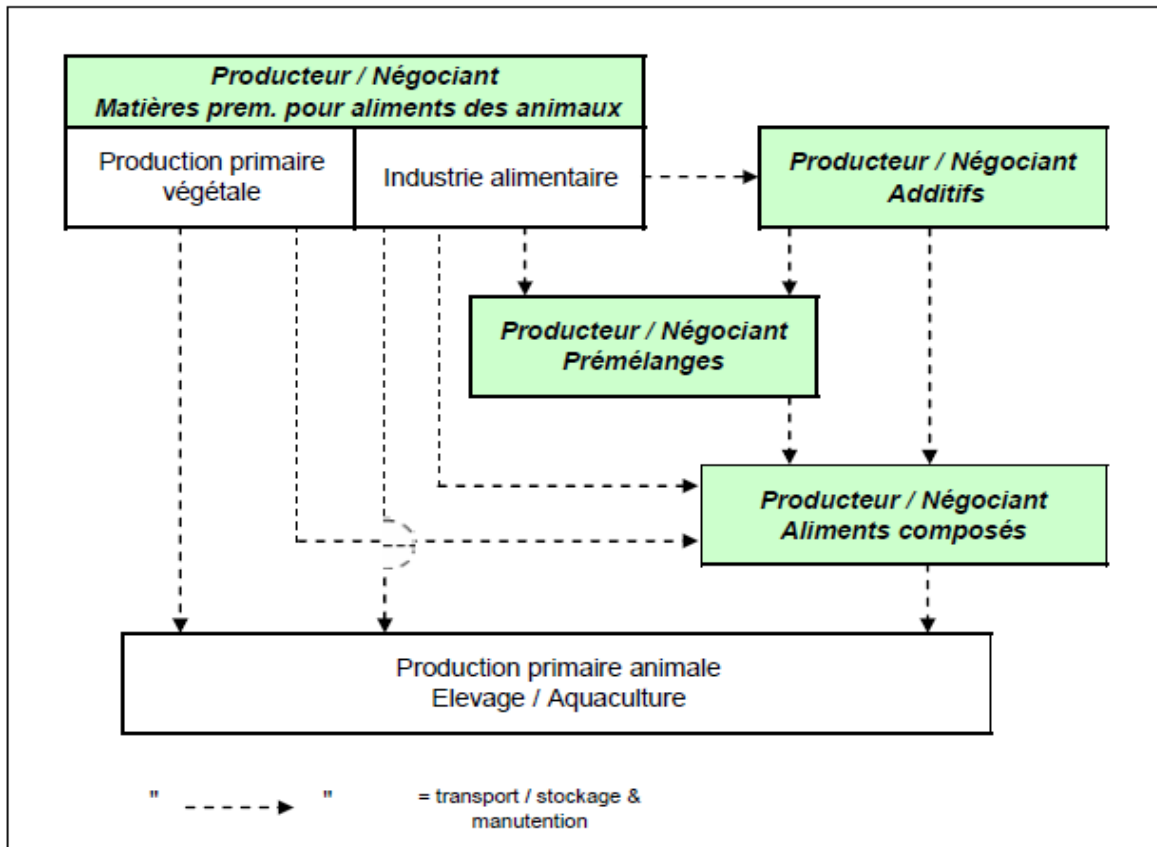 Producteur / Négociant
Matières prem. pour aliments des animaux
Production primaire
végétale
Industrie alimentaire
Producteur / Négociant
Additifs
Producteur / Négociant
Prémélanges
Producteur / Négociant
Aliments composés
Production primaire animale
Elevage / Aquaculture
" " = transport / stockage &
manutention